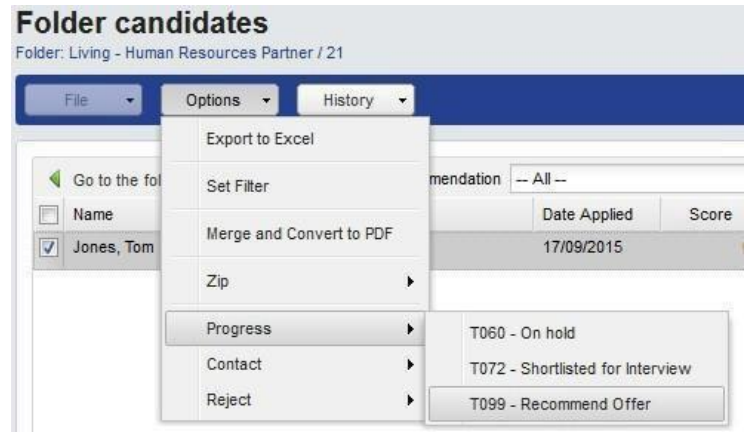 Folder candidates
Folder: Living - Human Resources Partner / 21
File Options History
Export to Excel
Go to the fol Set Filter mendation -- All --
Name Date Applied Score
Merge and Convert to PDF
Jones, Tom 17/09/2015
Zip
Progress T060 - On hold
Contact T072 - Shortlisted for Interview
Reject T099 - Recommend Offer